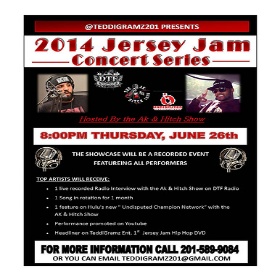 @TEDDIGRAMZ201 PRESENTS
2014 Jersey Jam
Concert Series
DTF
Hosted By the Ak & Hitch Show
8:00PM THURSDAY, JUNE 26th
THE SHOWCASE WILL BE A RECORDED EVENT
FEATURING ALL PERFORMERS
TOP ARTISTS WILL RECEIVE:
• 1 live recorded Radio Interview with the Ak & Hitch Show on DTF Radio
• 1 Song in rotation for 1 month
• 1 feature on Hulu's new " Undisputed Champion Network" with the
AK & Hitch Show
• Performance promoted on Youtube
• Headliner on TeddiGramz Ent. 1st Jersey Jam Hip Hop DVD
FOR MORE INFORMATION CALL 201-589-9084
OR YOU CAN EMAIL TEDDIGRAMZ201@GMAIL.COM